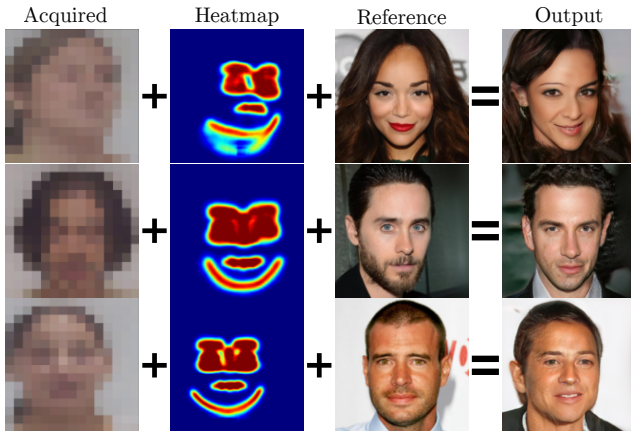 Acquired Heatmap Reference Output
+ + =
+ + =
+ + =